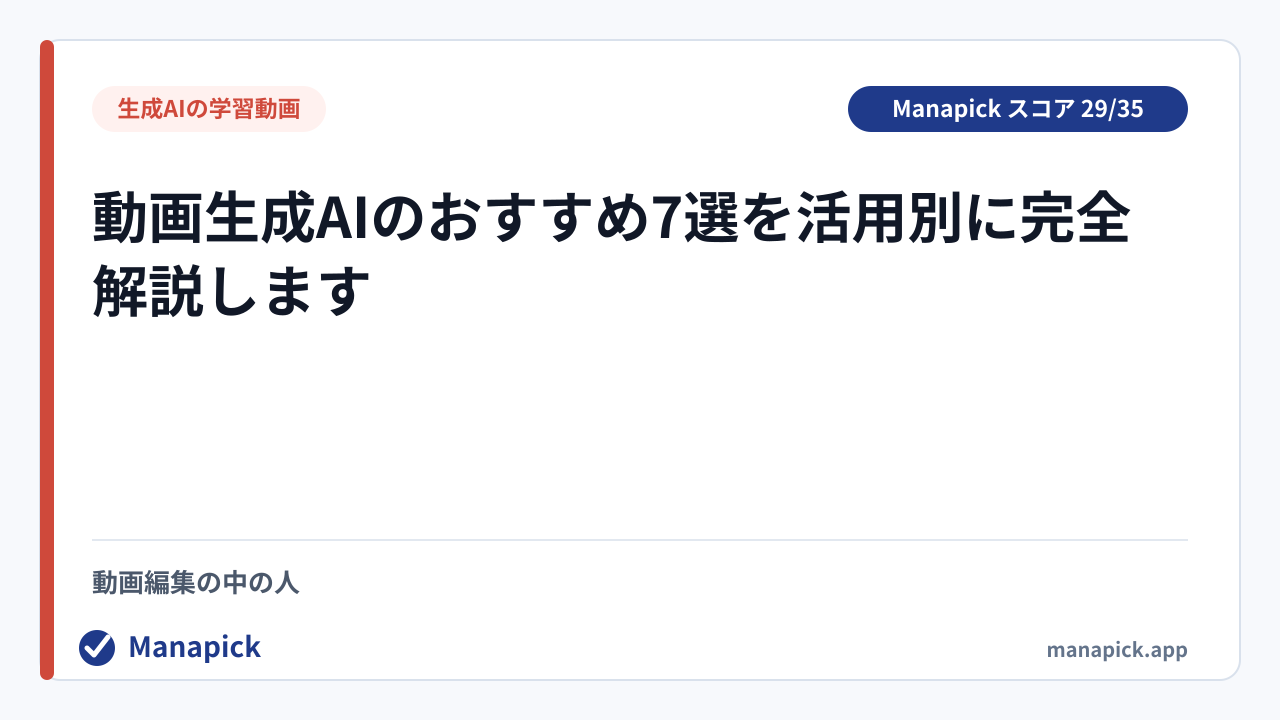 生成AIの学習動画
Manapick スコア 29/35
動画生成AIのおすすめ7選を活用別に完全
解説します
動画編集の中の人
Manapick
manapick.app